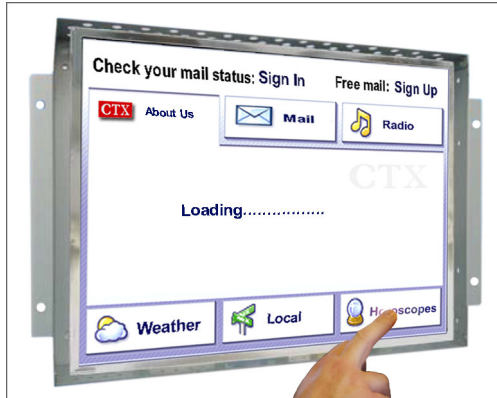 Check your mail status: Sign In
Free mail: Sign Up
CTX About Us
Mail
Radio
CTX
Loading.................
Weather
Local
Horoscopes